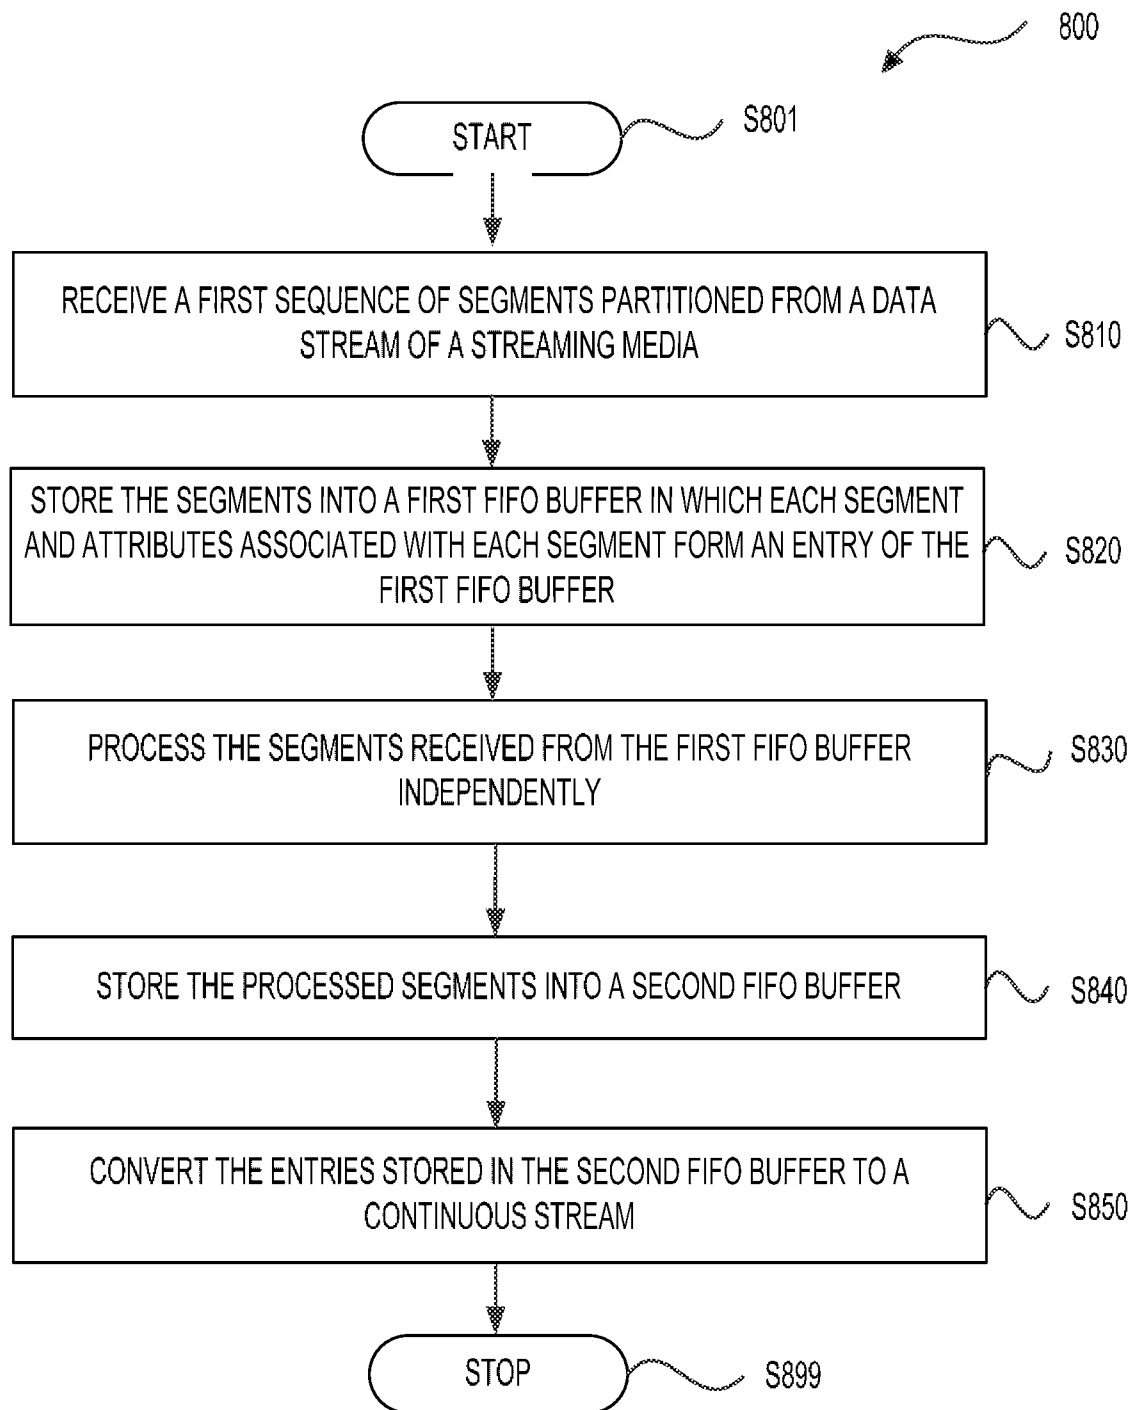 800
START
S801
RECEIVE A FIRST SEQUENCE OF SEGMENTS PARTITIONED FROM A DATA
STREAM OF A STREAMING MEDIA
S810
STORE THE SEGMENTS INTO A FIRST FIFO BUFFER IN WHICH EACH SEGMENT
AND ATTRIBUTES ASSOCIATED WITH EACH SEGMENT FORM AN ENTRY OF THE
FIRST FIFO BUFFER
S820
PROCESS THE SEGMENTS RECEIVED FROM THE FIRST FIFO BUFFER
INDEPENDENTLY
S830
STORE THE PROCESSED SEGMENTS INTO A SECOND FIFO BUFFER
S840
CONVERT THE ENTRIES STORED IN THE SECOND FIFO BUFFER TO A
CONTINUOUS STREAM
S850
STOP
S899